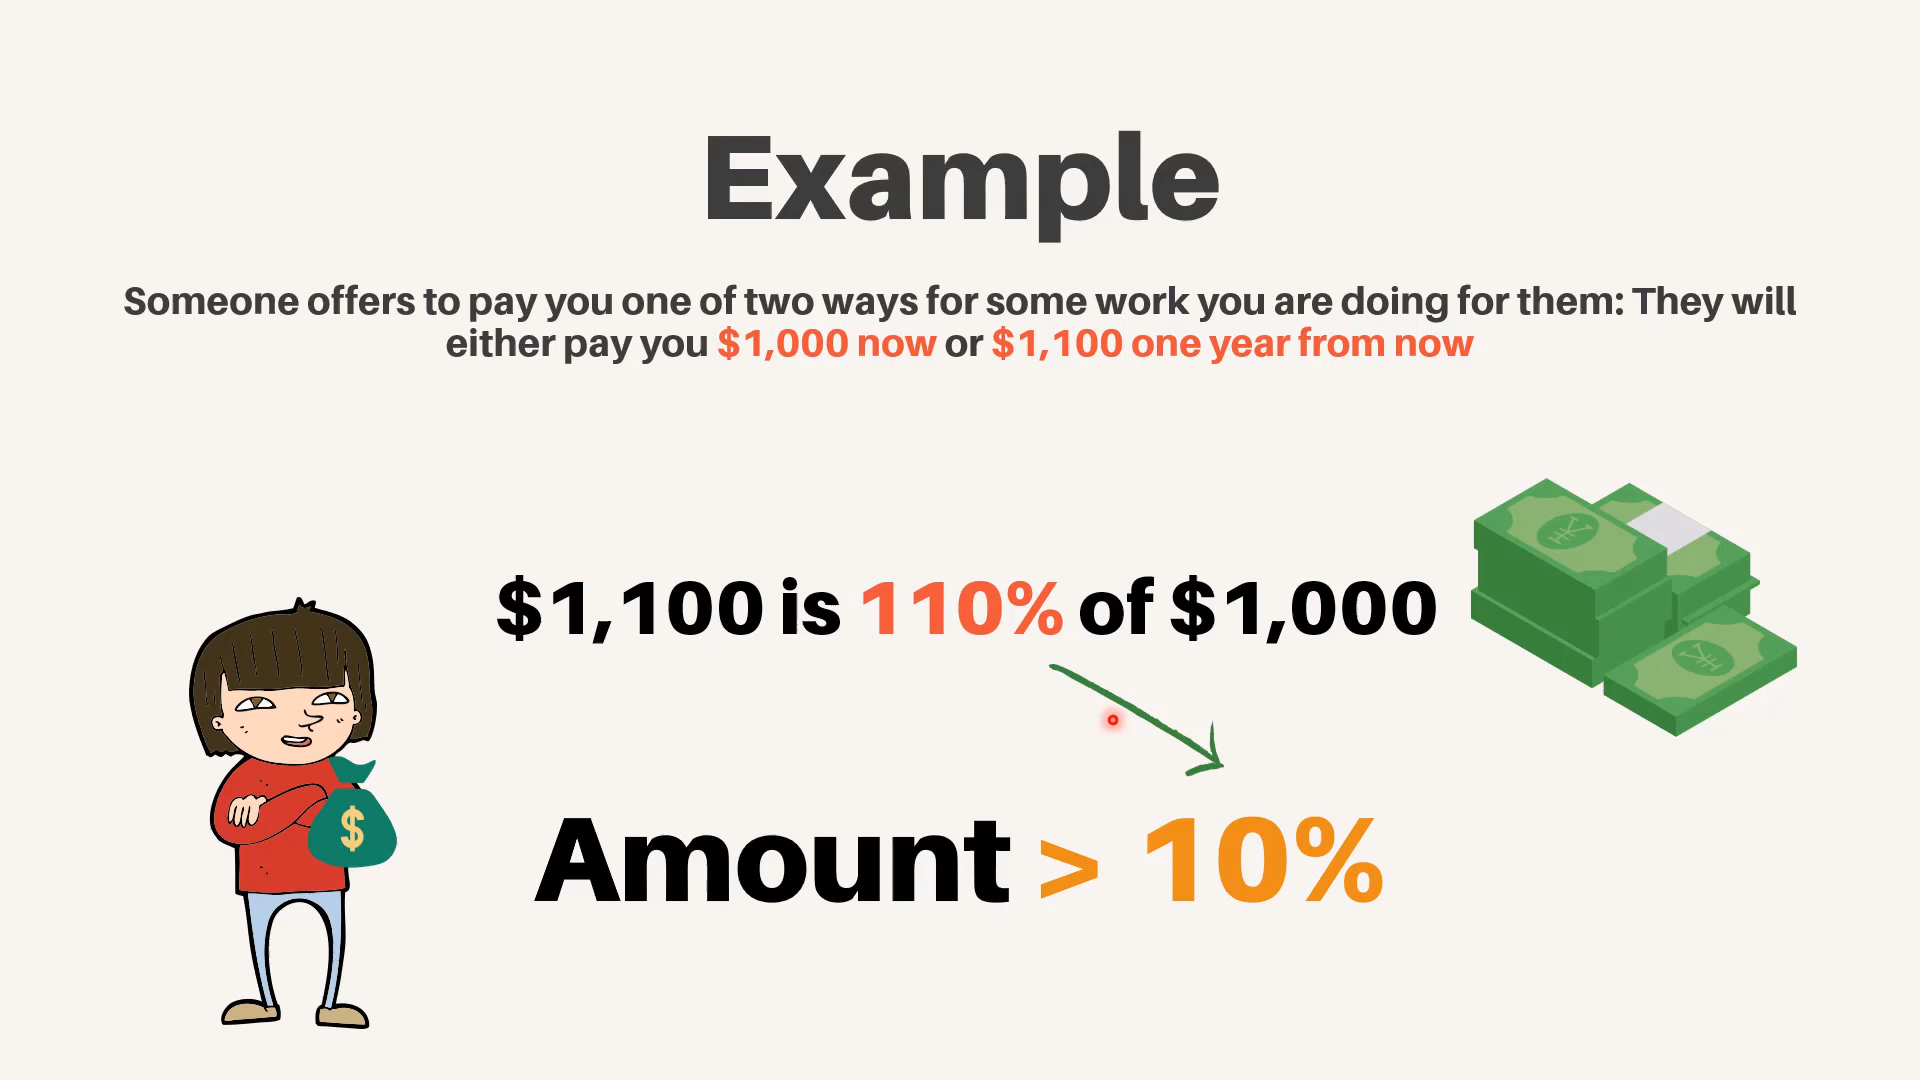 Example
Someone offers to pay you one of two ways for some work you are doing for them: They will
either pay you $1,000 now or $1,100 one year from now
$1,100 is 110% of $1,000
$
Amount > 10%